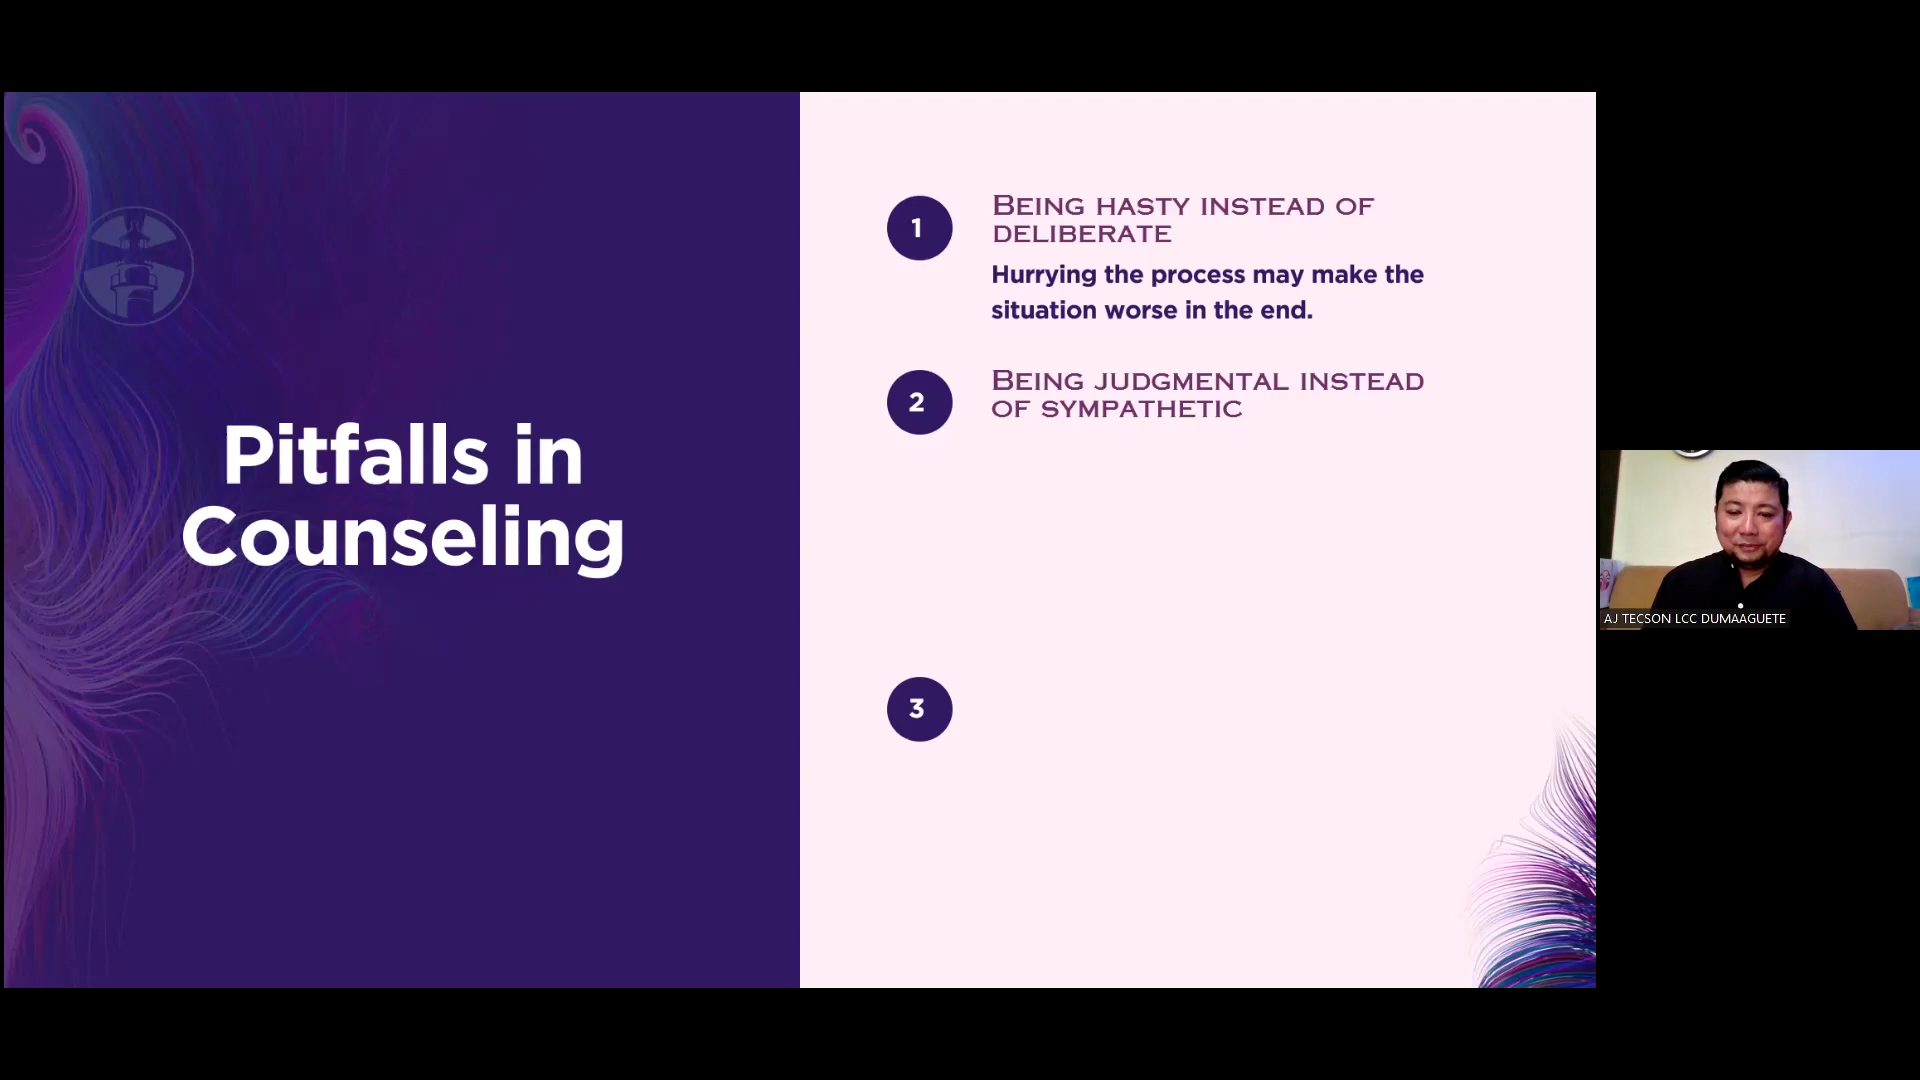 Pitfalls in
Counseling
1
BEING HASTY INSTEAD OF
DELIBERATE
Hurrying the process may make the
situation worse in the end.
2
BEING JUDGMENTAL INSTEAD
OF SYMPATHETIC
3
AJ TECSON LCC DUMAAGUETE